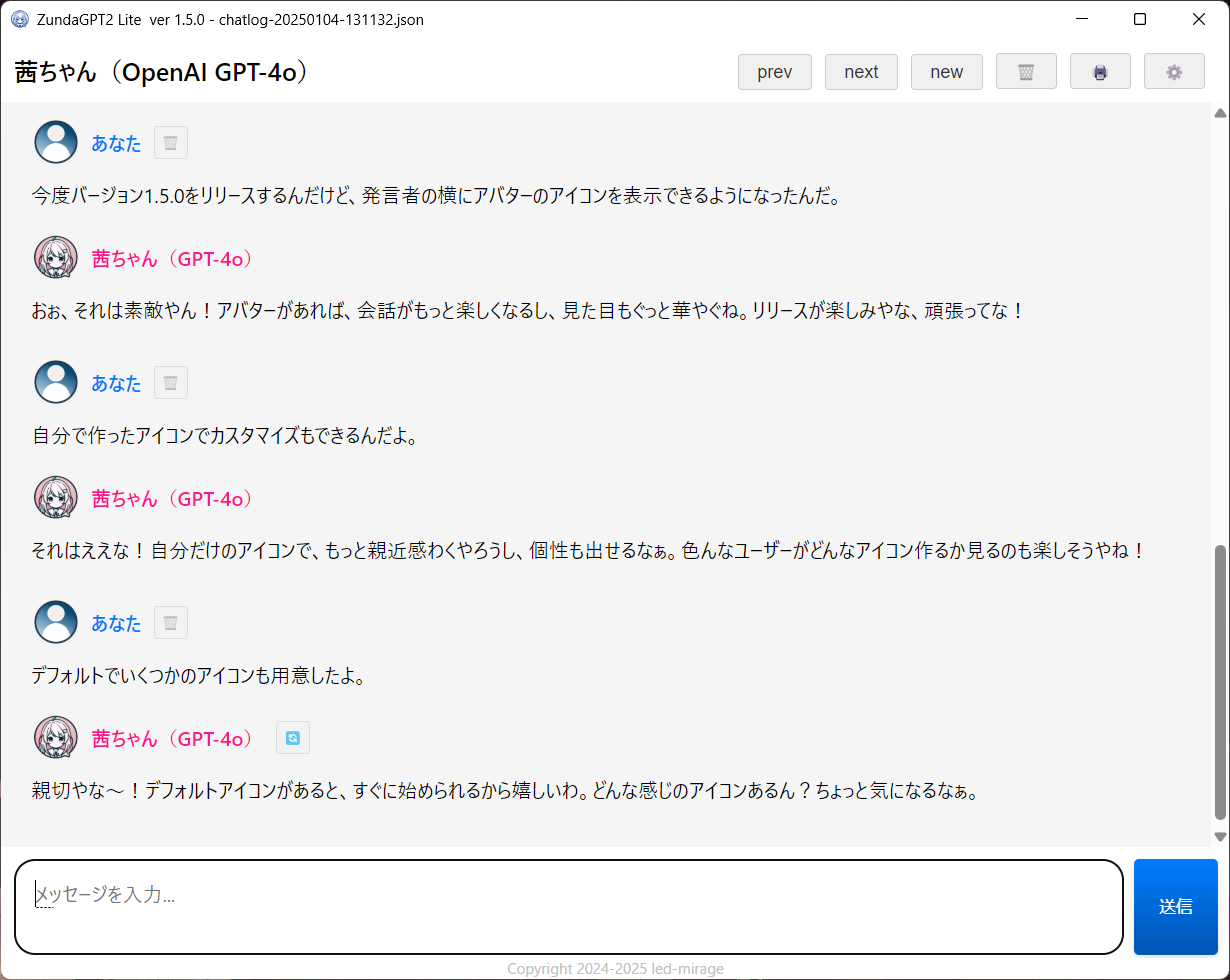 ZundaGPT2 Lite ver 1.5.0 - chatlog-20250104-131132.json
茜ちゃん（OpenAI GPT-4o）
prev
next
new
あなた
今度バージョン1.5.0をリリースするんだけど、発言者の横にアバターのアイコンを表示できるようになったんだ。
茜ちゃん（GPT-4o）
おぉ、それは素敵やん！アバターがあれば、会話がもっと楽しくなるし、見た目もぐっと華やぐね。リリースが楽しみやな、頑張ってな！
あなた
自分で作ったアイコンでカスタマイズもできるんだよ。
茜ちゃん（GPT-4o）
それはええな！自分だけのアイコンで、もっと親近感わくやろうし、個性も出せるなぁ。色んなユーザーがどんなアイコン作るか見るのも楽しそうやね！
あなた
デフォルトでいくつかのアイコンも用意したよ。
茜ちゃん（GPT-4o）
親切やな〜！デフォルトアイコンがあると、すぐに始められるから嬉しいわ。どんな感じのアイコンあるん？ちょっと気になるなぁ。
メッセージを入力...
送信
Copyright 2024-2025 led-mirage